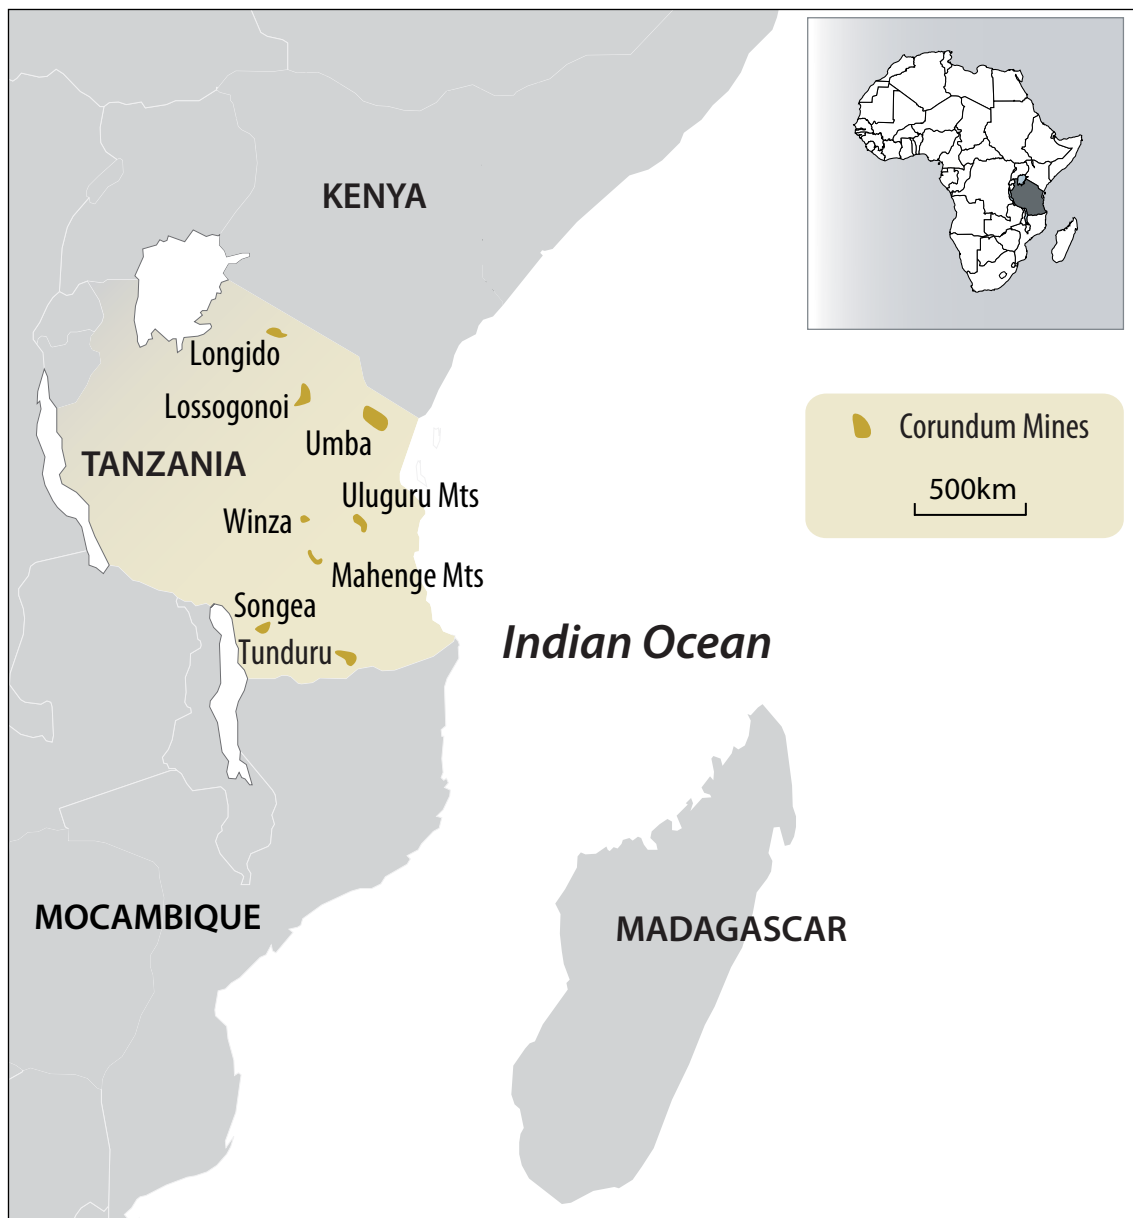 KENYA
Longido
Lossogonoi
Umba
TANZANIA
Uluguru Mts
Winza
Mahenge Mts
Songea
Tunduru
Indian Ocean
MOCAMBIQUE
MADAGASCAR
Corundum Mines
500km